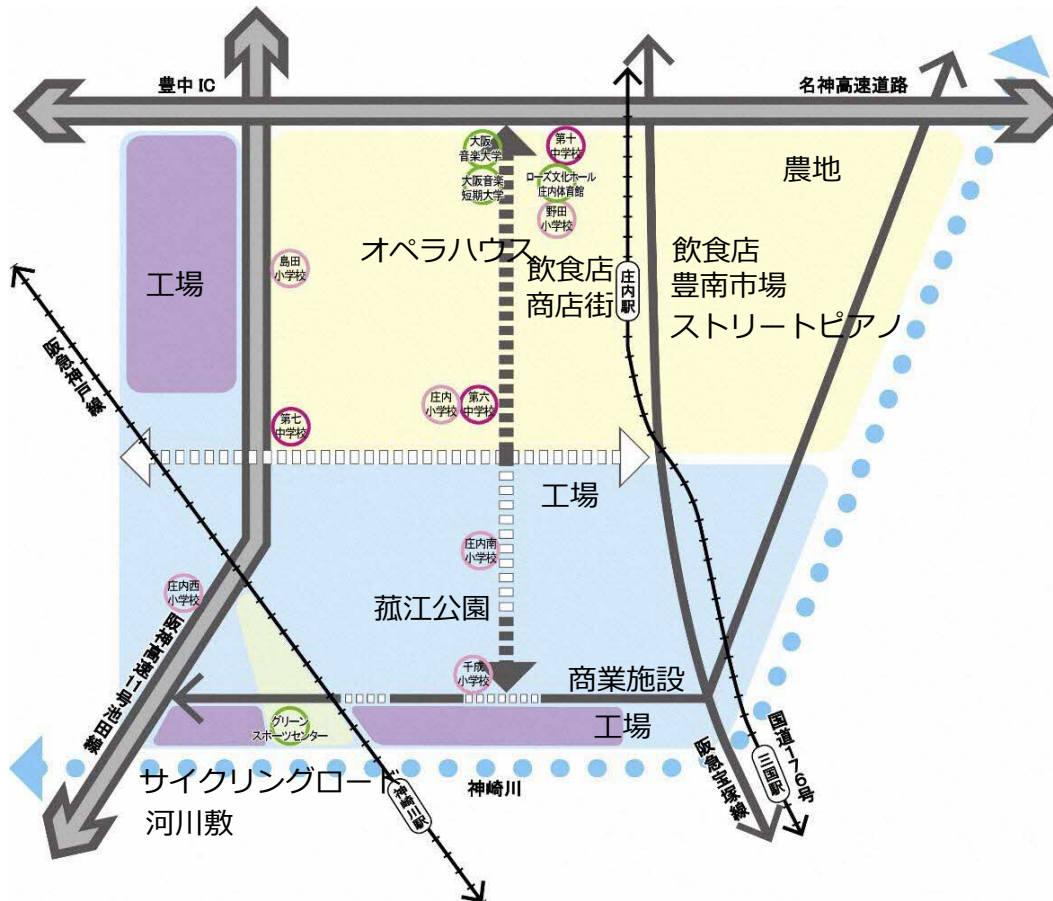 豊中 IC
名神高速道路
大阪
音楽大学
第十
中学校
大阪音楽
短期大学
ローズ文化ホール
庄内体育館
野田
小学校
農地
オペラハウス
飲食店
商店街
庄内駅
飲食店
豊南市場
ストリートピアノ
工場
島田
小学校
阪急神戸線
庄内
小学校
第六
中学校
第七
中学校
工場
庄内南
小学校
庄内西
小学校
菰江公園
千成
小学校
商業施設
阪神高速11号池田線
グリーン
スポーツセンター
工場
サイクリングロード
河川敷
神崎川
神崎川駅
阪急宝塚線
三国駅
国道176号